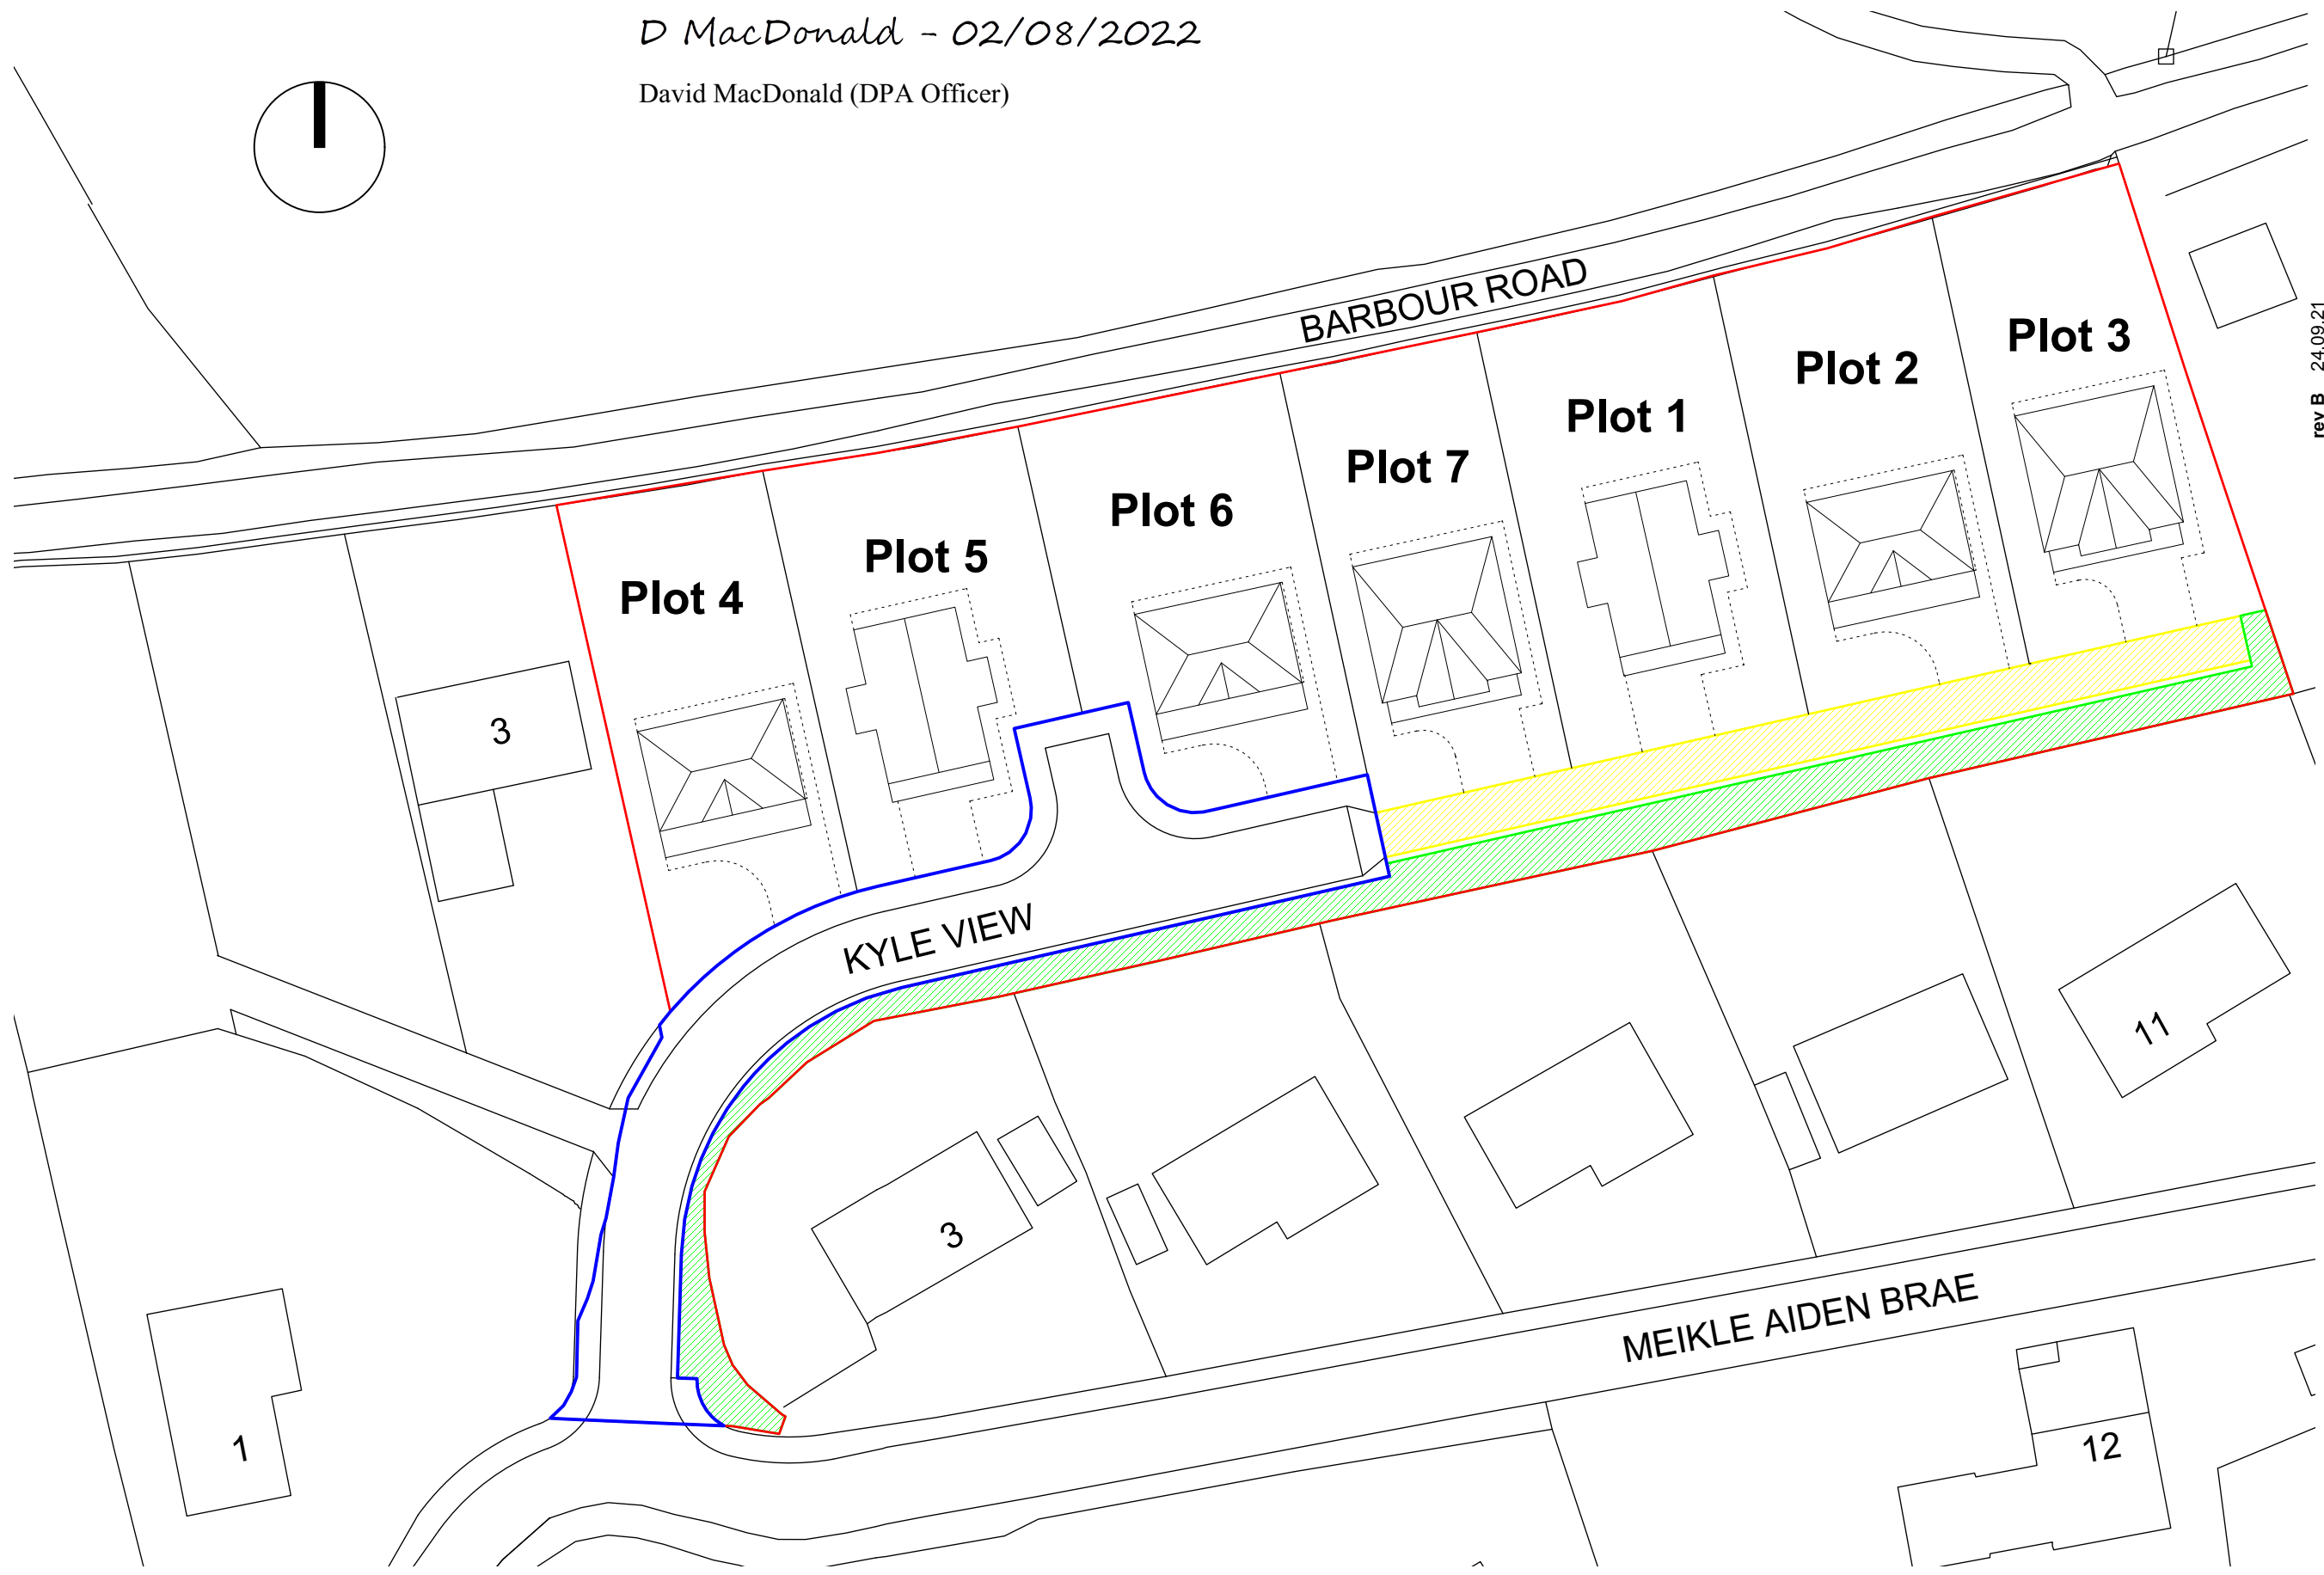 D MacDonald - 02/08/2022
David MacDonald (DPA Officer)
BARBOUR ROAD
Plot 3
Plot 2
Plot 1
Plot 7
Plot 6
Plot 5
Plot 4
rev B 24.09.21
3
KYLE VIEW
11
3
MEIKLE AIDEN BRAE
1
12